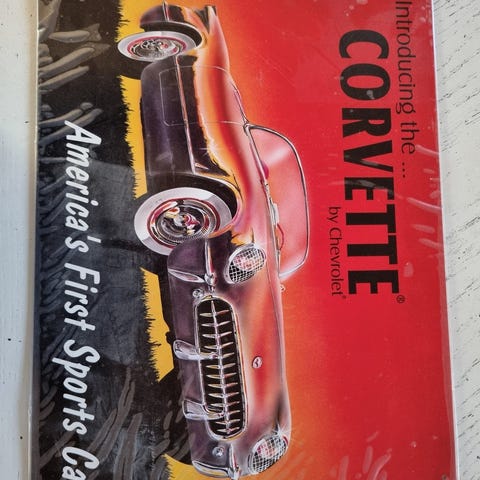 Introducing the ...
CORVETTE®
by Chevrolet®
America's First Sports Ca